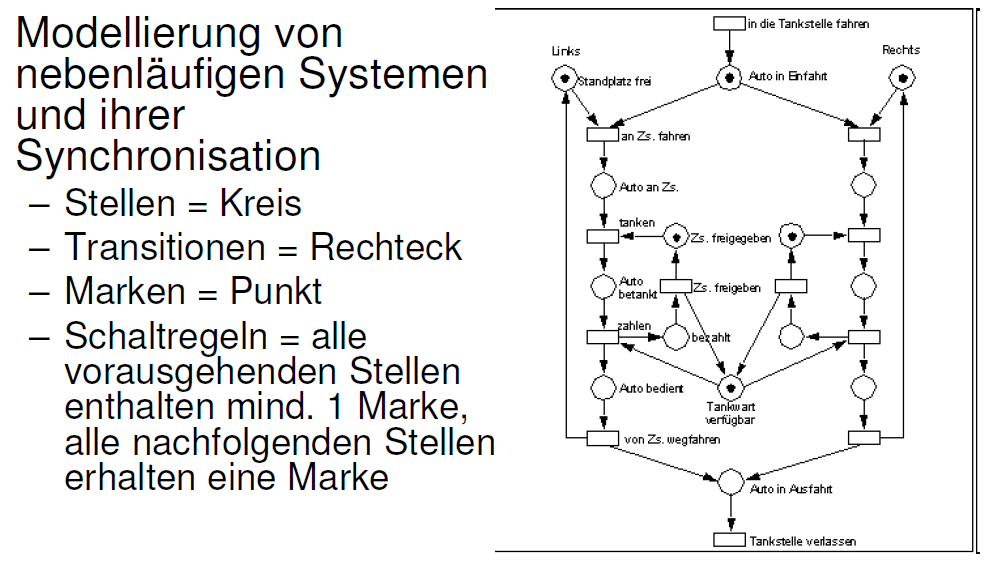 Modellierung von
nebenläufigen Systemen
und ihrer
Synchronisation
– Stellen = Kreis
– Transitionen = Rechteck
– Marken = Punkt
– Schaltregeln = alle
vorausgehenden Stellen
enthalten mind. 1 Marke,
alle nachfolgenden Stellen
erhalten eine Marke
in die Tankstelle fahren
Links
Rechts
Standplatz frei
Auto in Einfahrt
an Zs. fahren
Auto an Zs.
tanken
Zs. freigegeben
Auto
betankt
Zs. freigeben
zahlen
bezahlt
Auto bedient
Tankwart
verfügbar
von Zs. wegfahren
Auto in Ausfahrt
Tankstelle verlassen